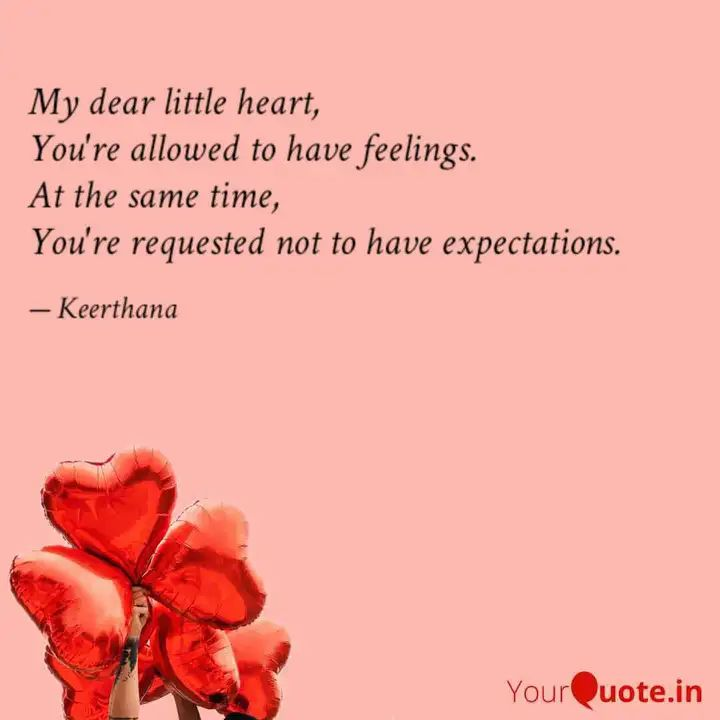 My dear little heart,
You're allowed to have feelings.
At the same time,
You're requested not to have expectations.
— Keerthana
YourQuote.in